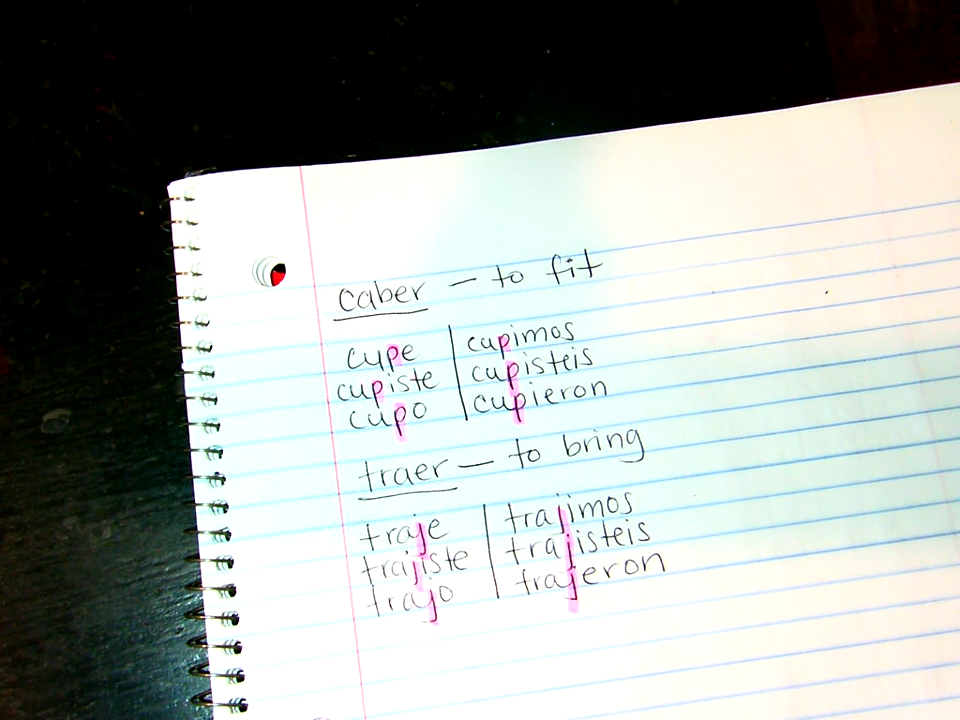 caber — to fit
cupe | cupimos
cupiste | cupisteis
cupo | cupieron
traer — to bring
traje | trajimos
trajiste | trajisteis
trajo | trajeron